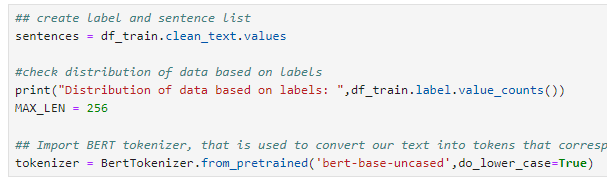 ## create label and sentence list
sentences = df_train.clean_text.values
#check distribution of data based on labels
print("Distribution of data based on labels: ",df_train.label.value_counts())
MAX_LEN = 256
## Import BERT tokenizer, that is used to convert our text into tokens that corresp
tokenizer = BertTokenizer.from_pretrained('bert-base-uncased',do_lower_case=True)